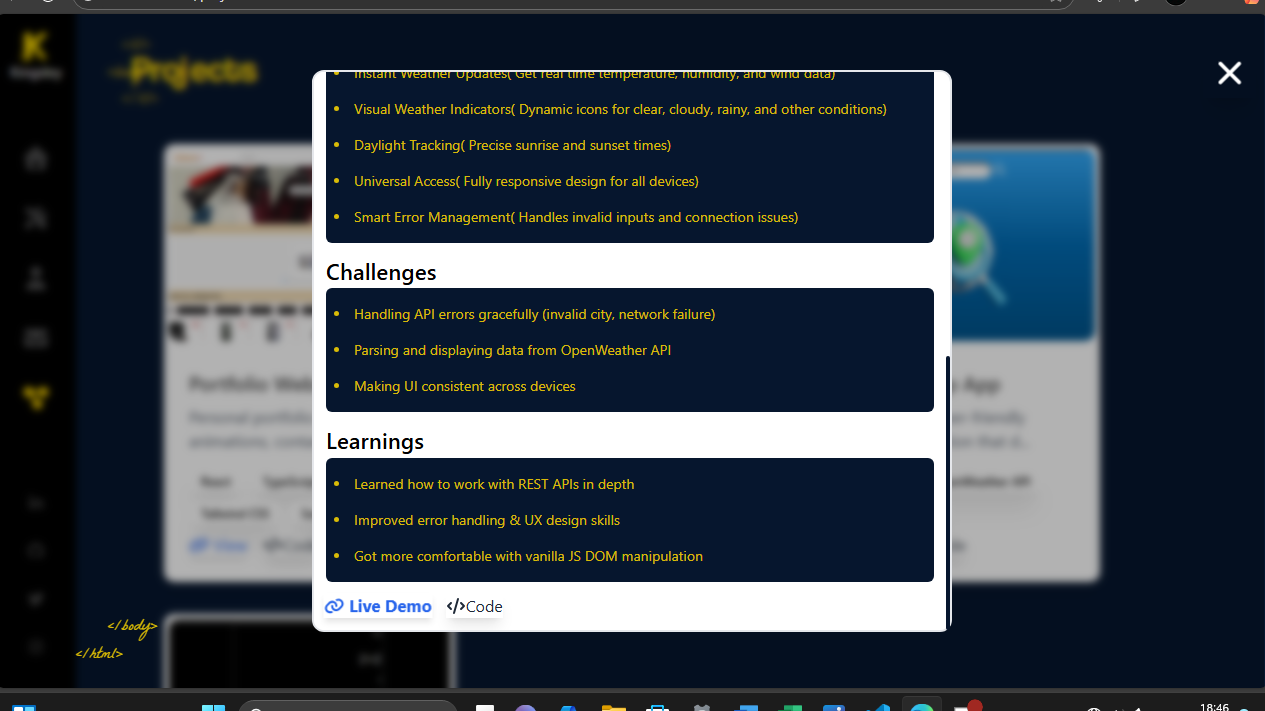 K
Projects
Instant Weather Updates( Get real time temperature, humidity, and wind data)
Visual Weather Indicators( Dynamic icons for clear, cloudy, rainy, and other conditions)
Daylight Tracking( Precise sunrise and sunset times)
Universal Access( Fully responsive design for all devices)
Smart Error Management( Handles invalid inputs and connection issues)
Challenges
Handling API errors gracefully (invalid city, network failure)
Parsing and displaying data from OpenWeather API
Making UI consistent across devices
Learnings
Learned how to work with REST APIs in depth
Improved error handling & UX design skills
Got more comfortable with vanilla JS DOM manipulation
Live Demo </>Code
Portfolio
App
Personal
View
</body>
</html>
18:46